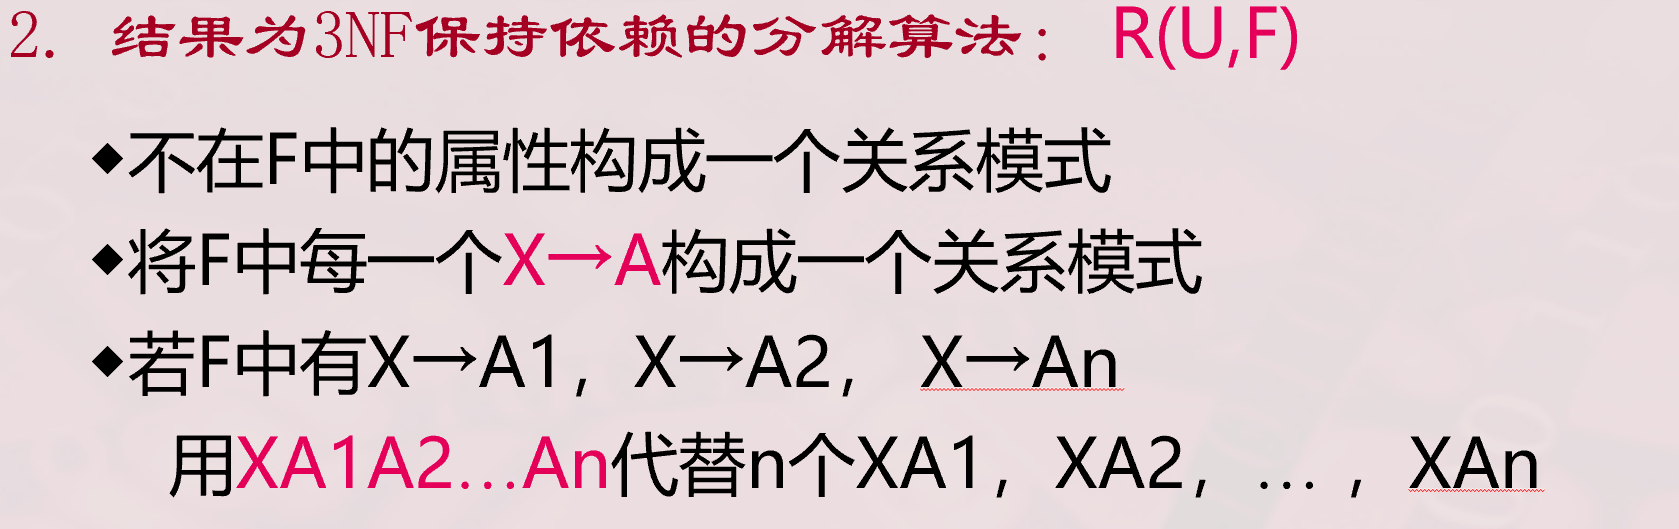 2. 结果为3NF保持依赖的分解算法： R(U,F)
◆不在F中的属性构成一个关系模式
◆将F中每一个X→A构成一个关系模式
◆若F中有X→A1，X→A2， X→An
用XA1A2…An代替n个XA1，XA2，…，XAn